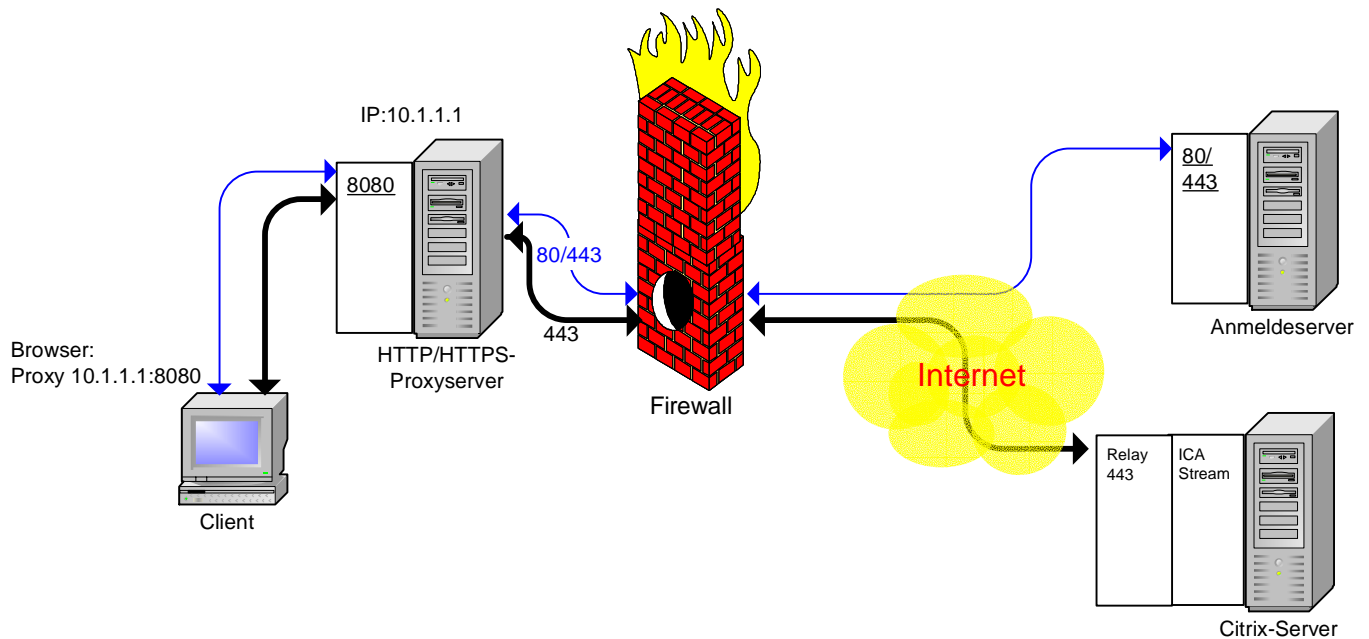 IP:10.1.1.1
8080
80/
443
80/443
443
Anmeldeserver
Browser:
Proxy 10.1.1.1:8080
HTTP/HTTPS-
Proxyserver
Internet
Firewall
Client
Relay
443
ICA
Stream
Citrix-Server